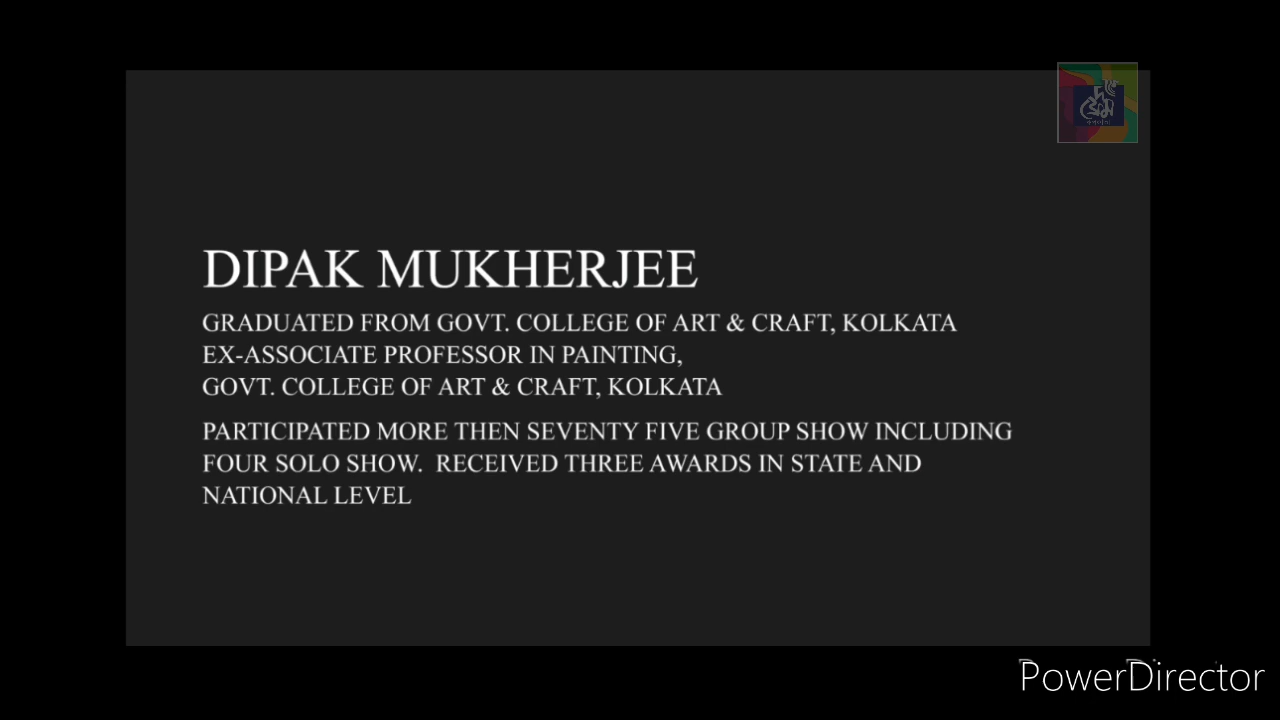 DIPAK MUKHERJEE
GRADUATED FROM GOVT. COLLEGE OF ART & CRAFT, KOLKATA
EX-ASSOCIATE PROFESSOR IN PAINTING,
GOVT. COLLEGE OF ART & CRAFT, KOLKATA
PARTICIPATED MORE THEN SEVENTY FIVE GROUP SHOW INCLUDING
FOUR SOLO SHOW.  RECEIVED THREE AWARDS IN STATE AND
NATIONAL LEVEL
PowerDirector